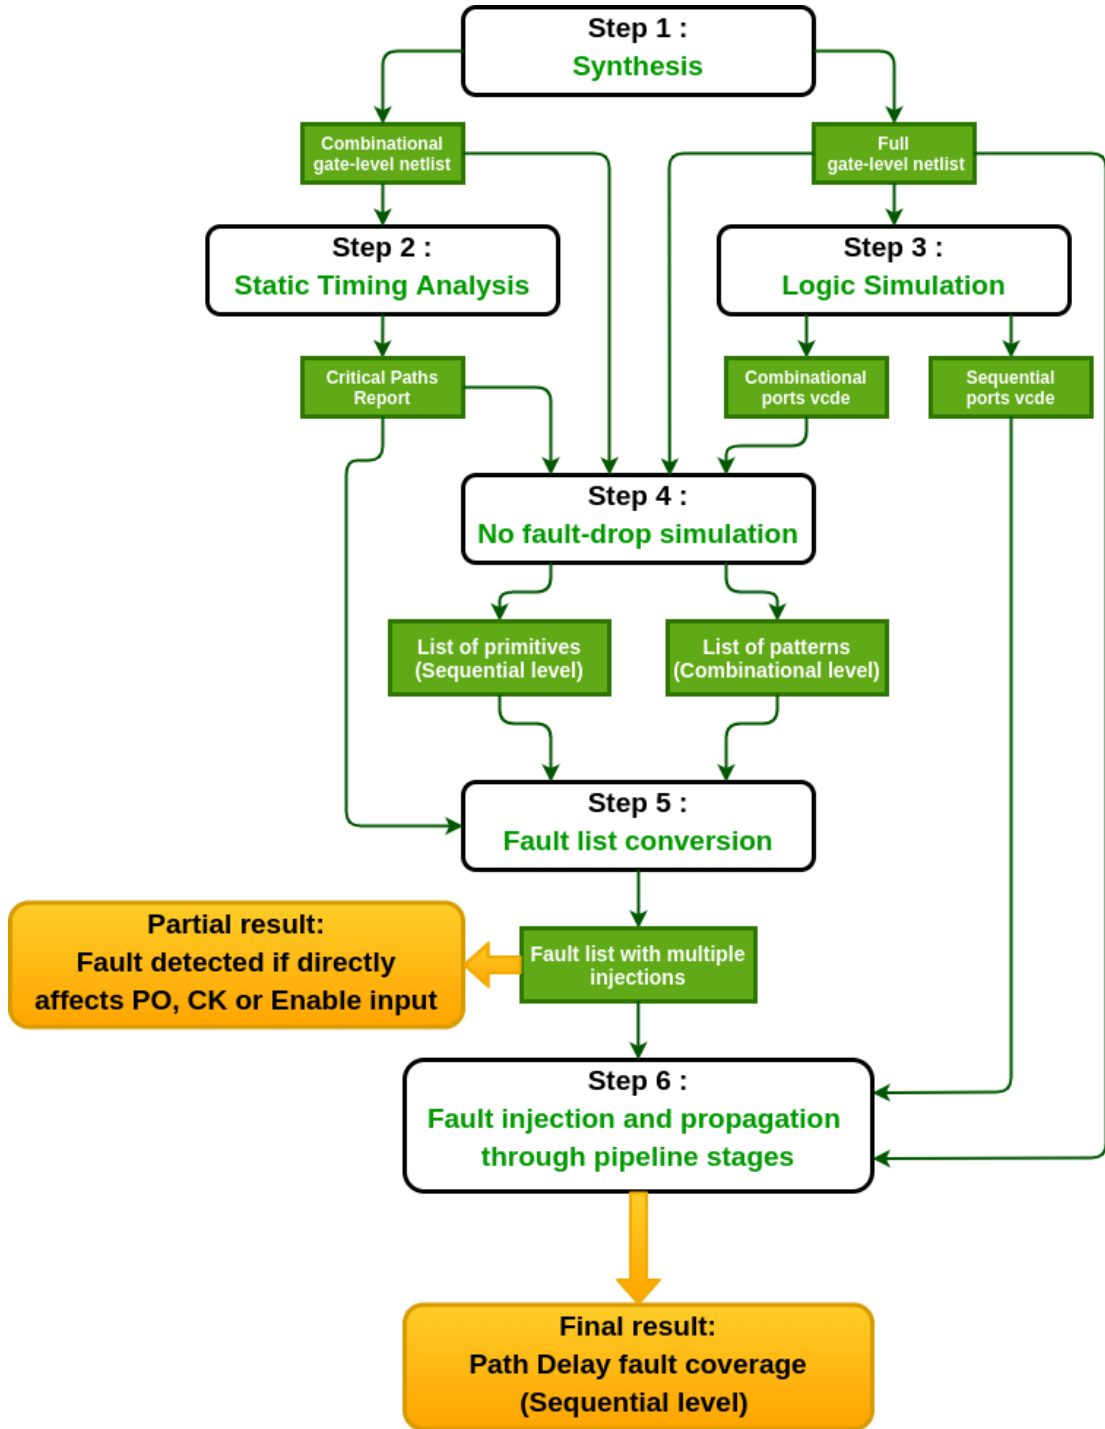 Step 1 :
Synthesis
Combinational
gate-level netlist
Full
gate-level netlist
Step 2 :
Static Timing Analysis
Step 3 :
Logic Simulation
Critical Paths
Report
Combinational
ports vcde
Sequential
ports vcde
Step 4 :
No fault-drop simulation
List of primitives
(Sequential level)
List of patterns
(Combinational level)
Step 5 :
Fault list conversion
Partial result:
Fault detected if directly
affects PO, CK or Enable input
Fault list with multiple
injections
Step 6 :
Fault injection and propagation
through pipeline stages
Final result:
Path Delay fault coverage
(Sequential level)